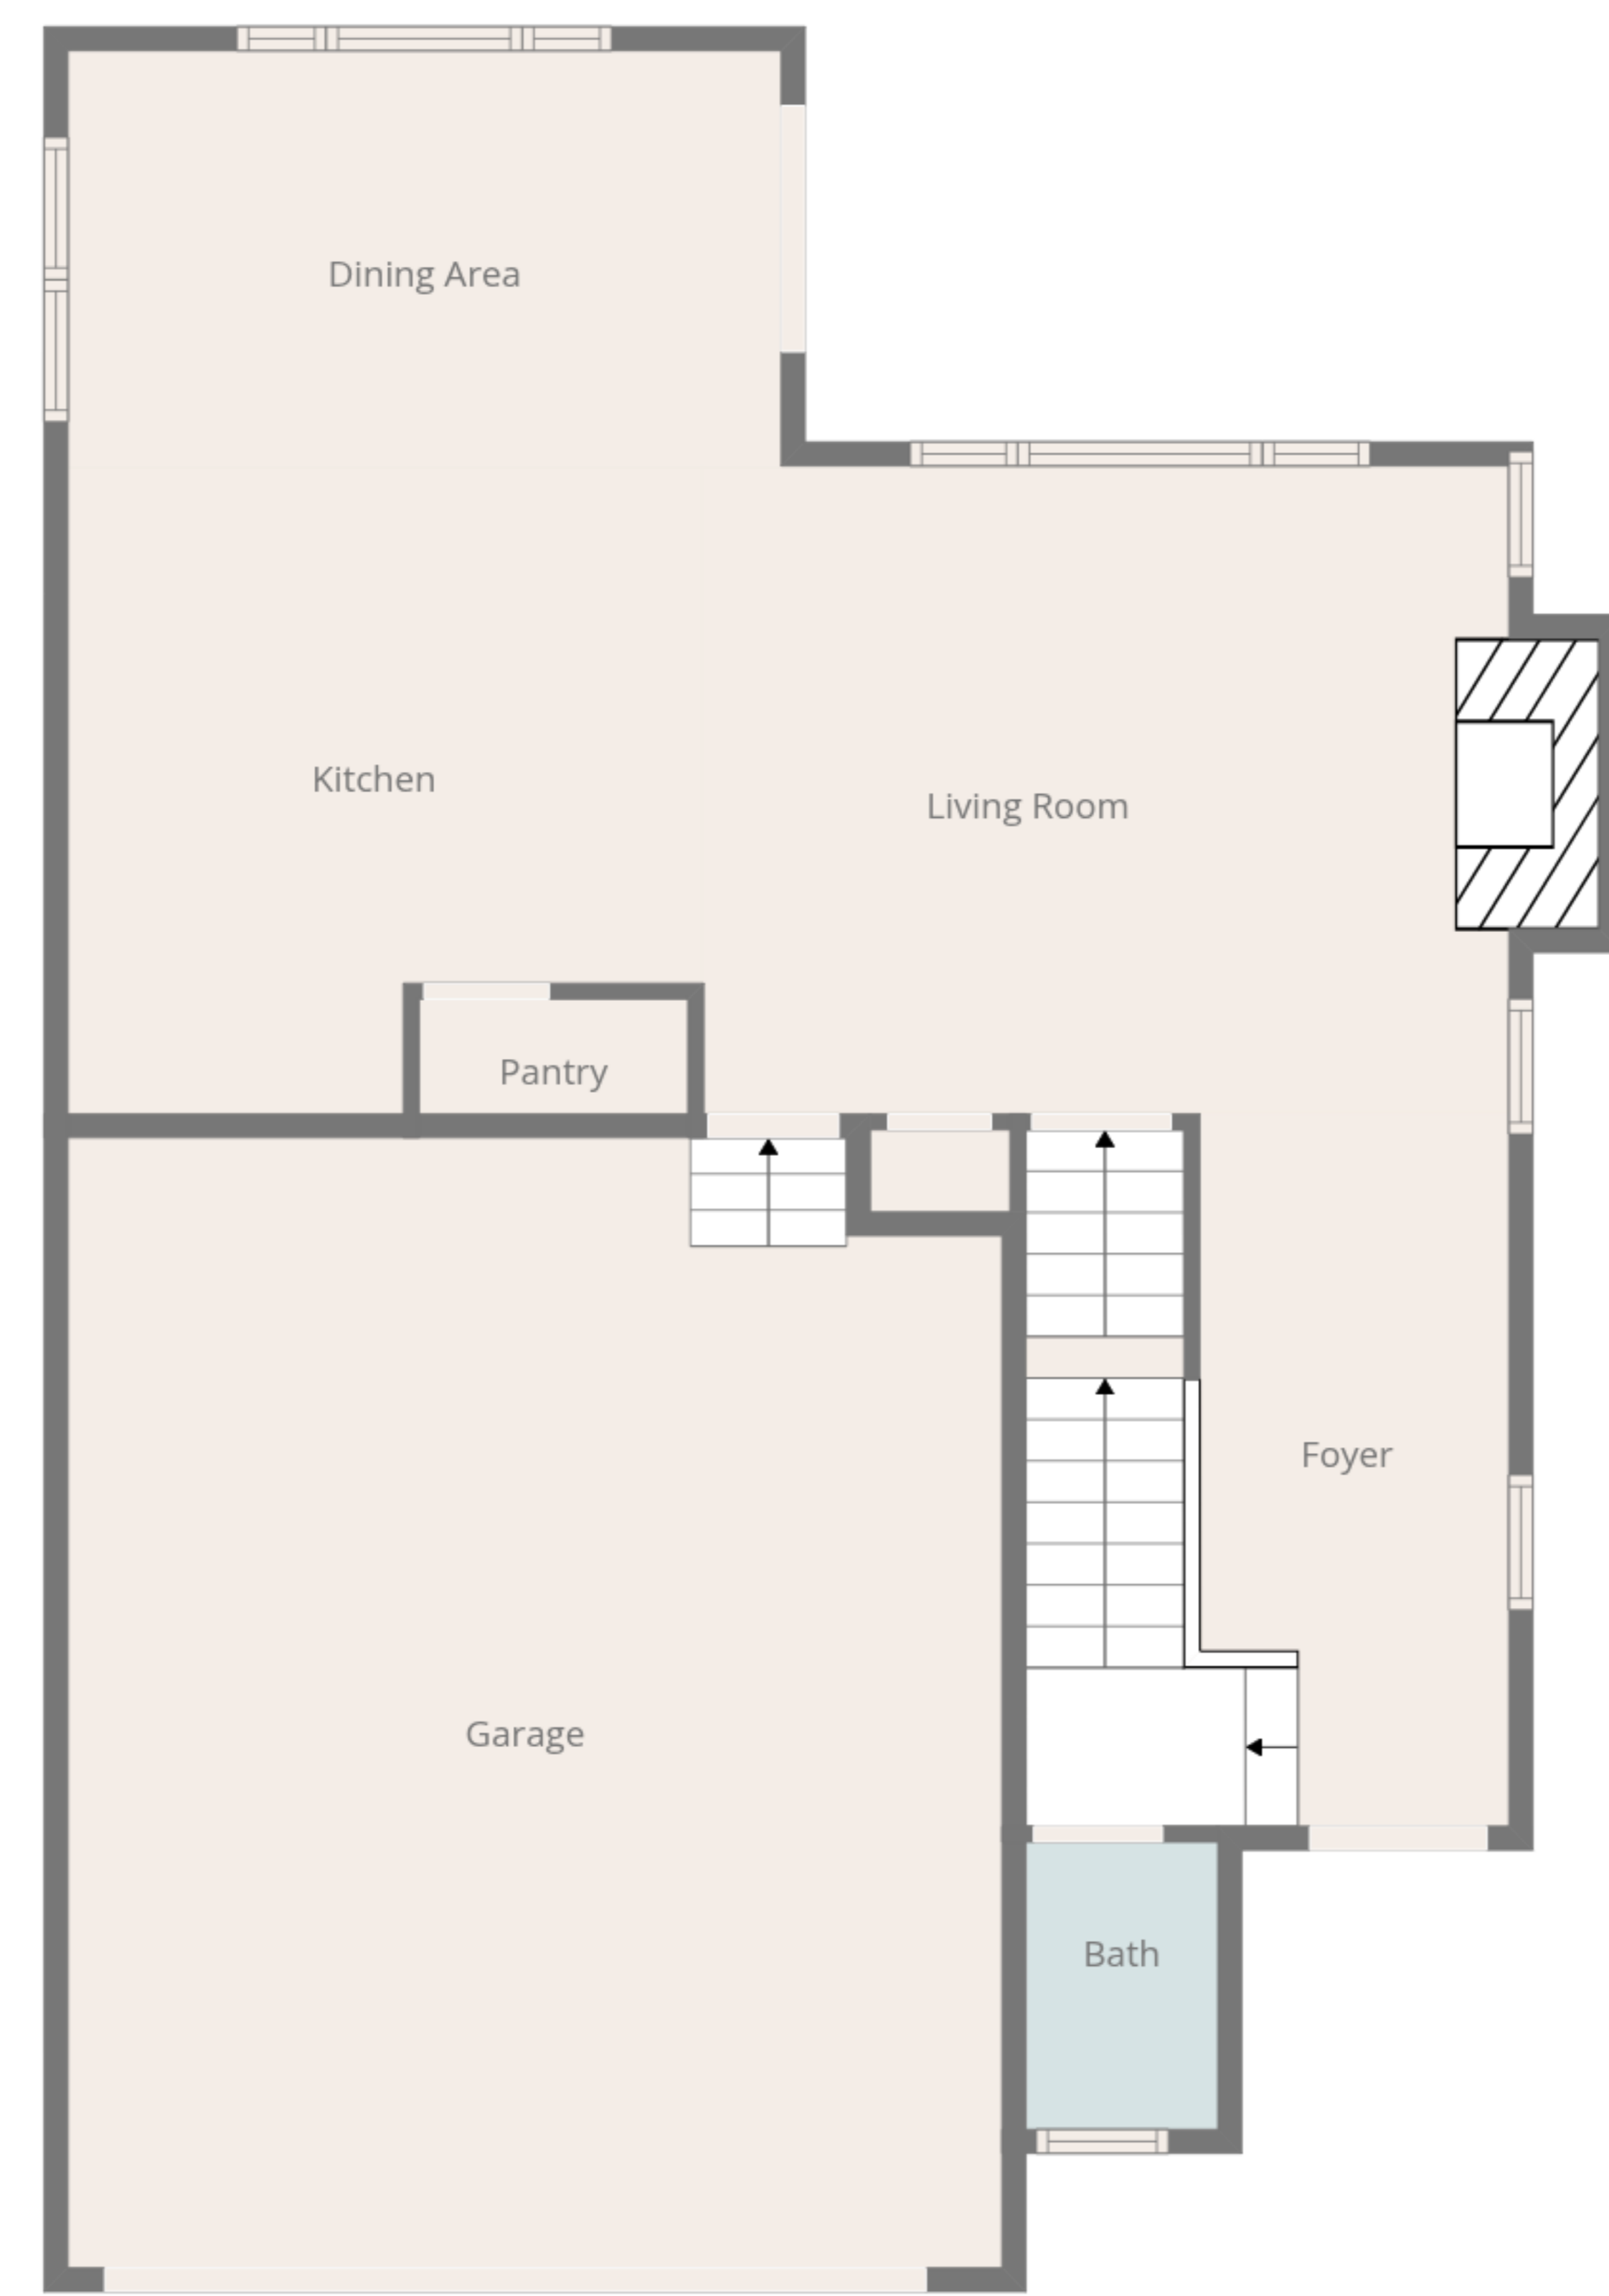 Dining Area
Kitchen
Living Room
Pantry
Foyer
Garage
Bath